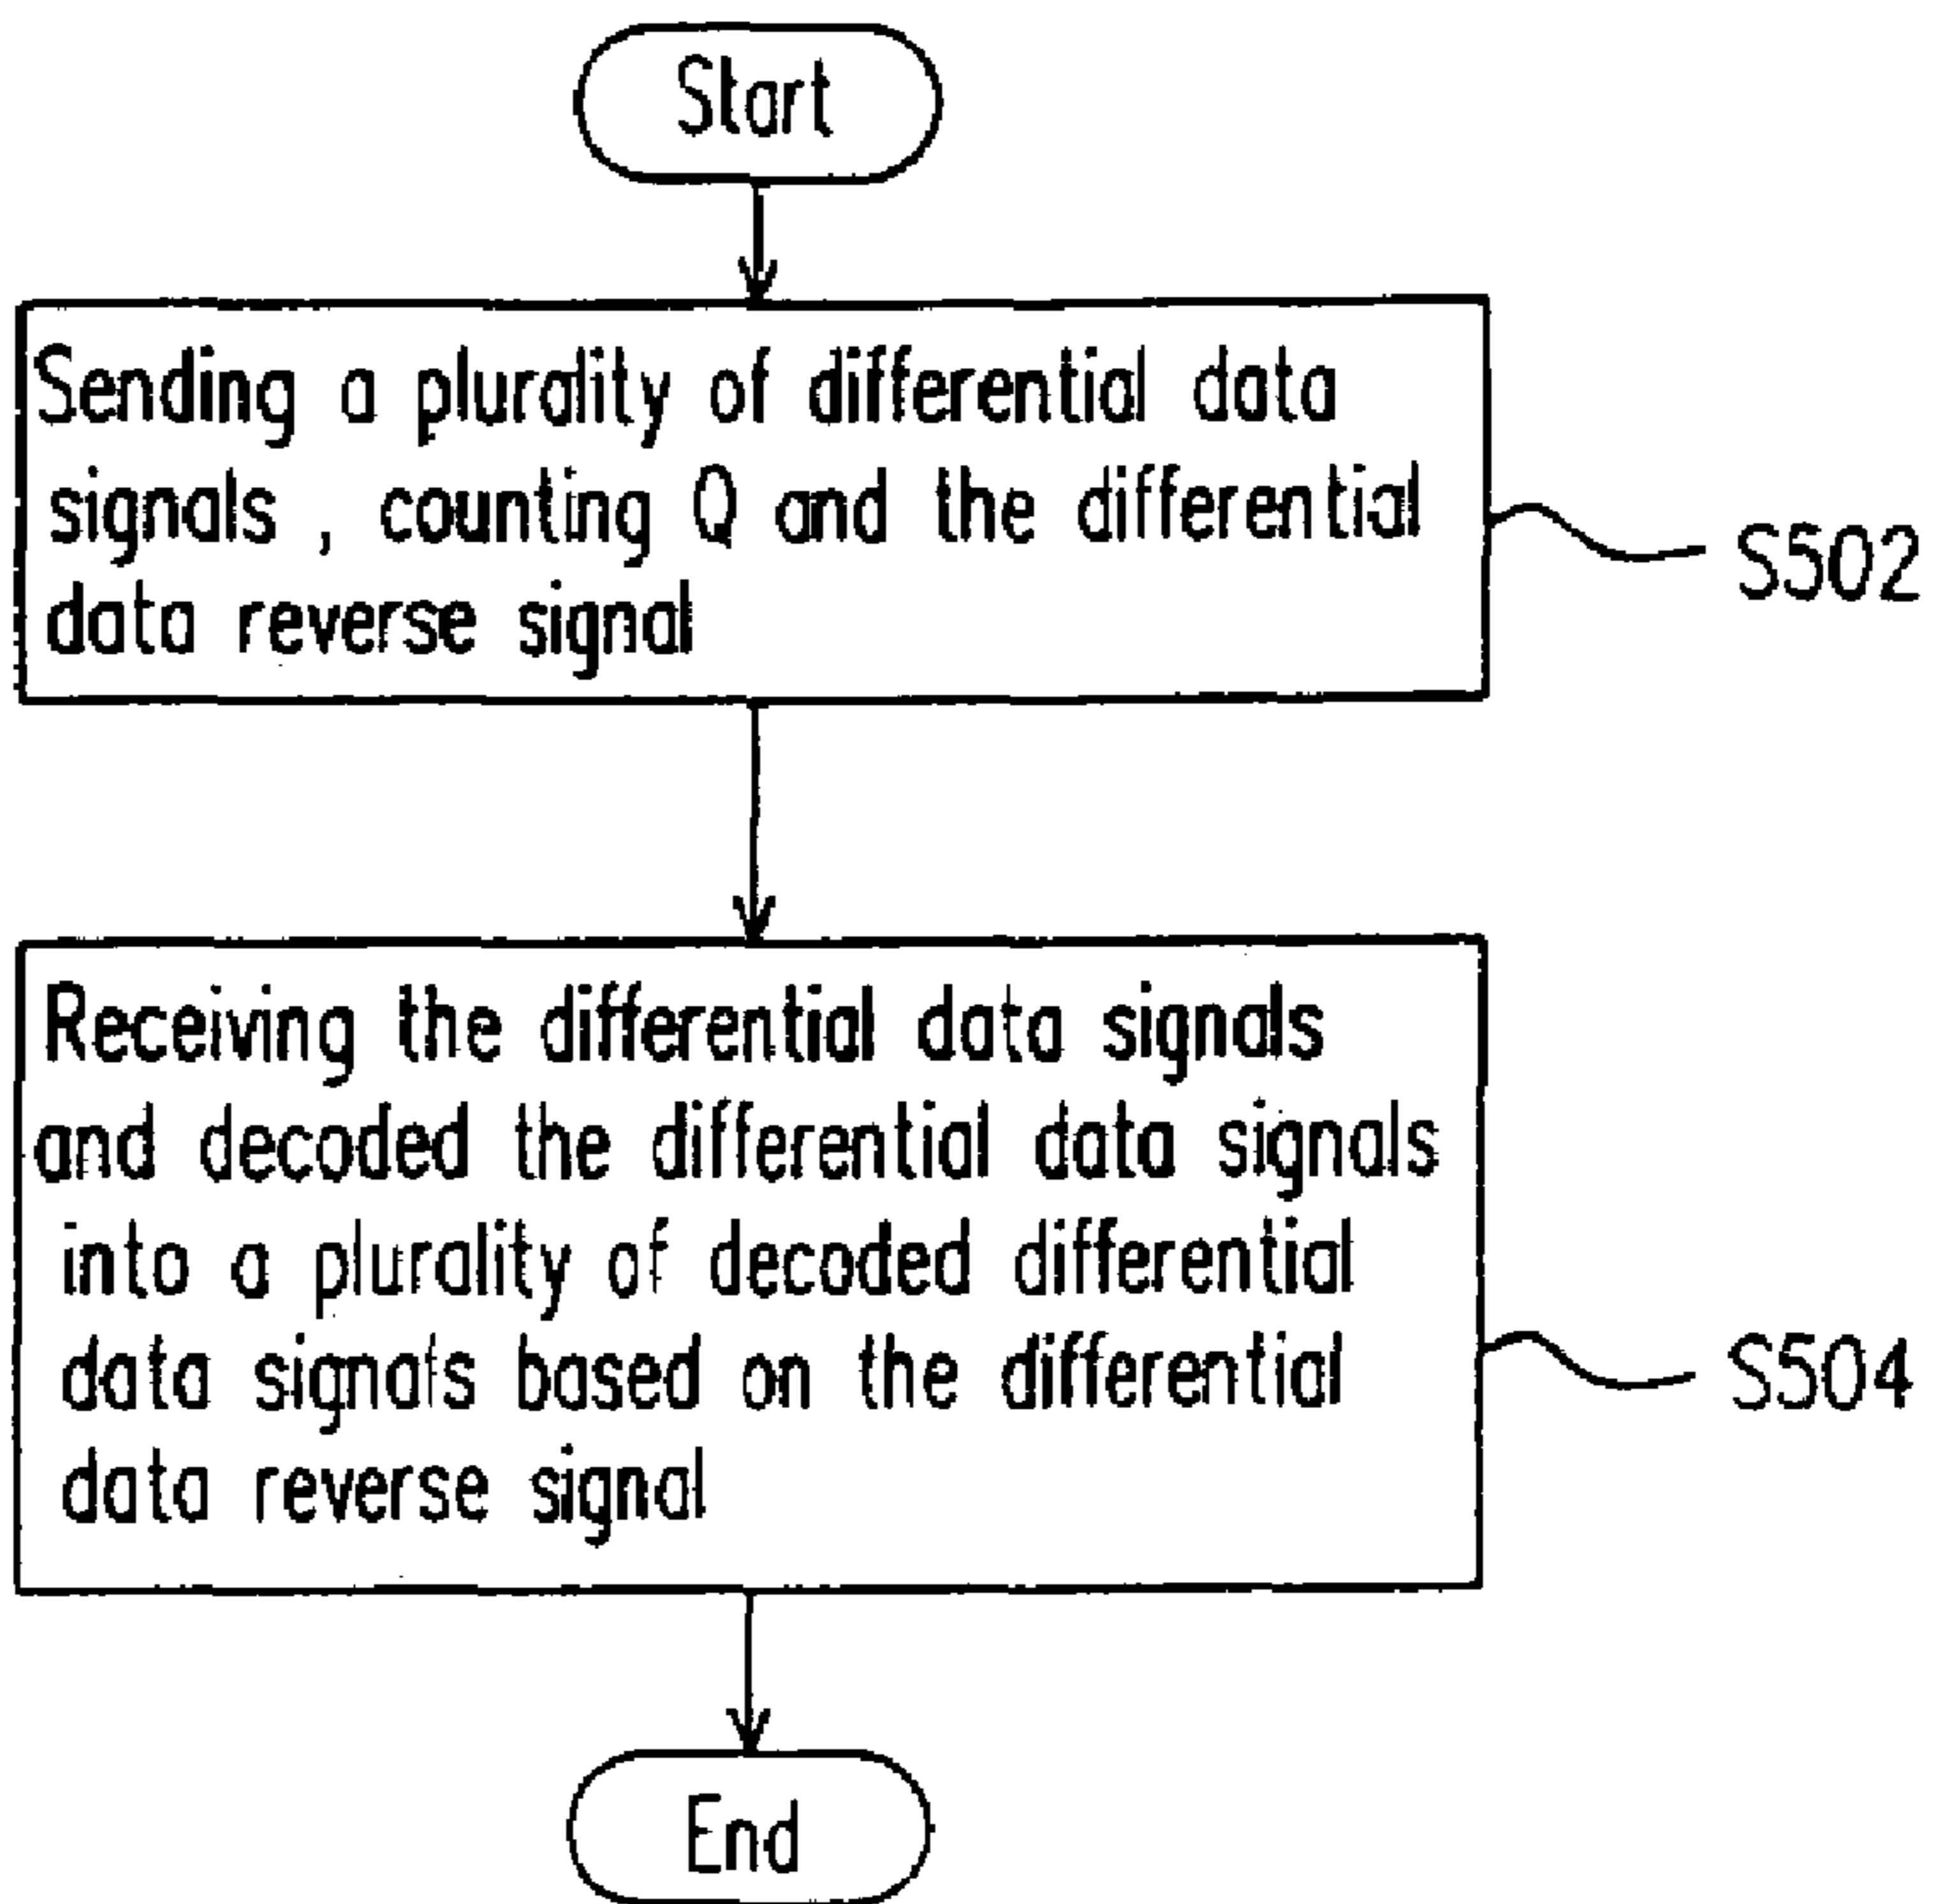 Start
Sending a plurality of differential data
signals , counting Q and the differential
data reverse signal
S502
Receiving the differential data signals
and decoded the differential data signals
into a plurality of decoded differential
data signals based on the differential
data reverse signal
S504
End